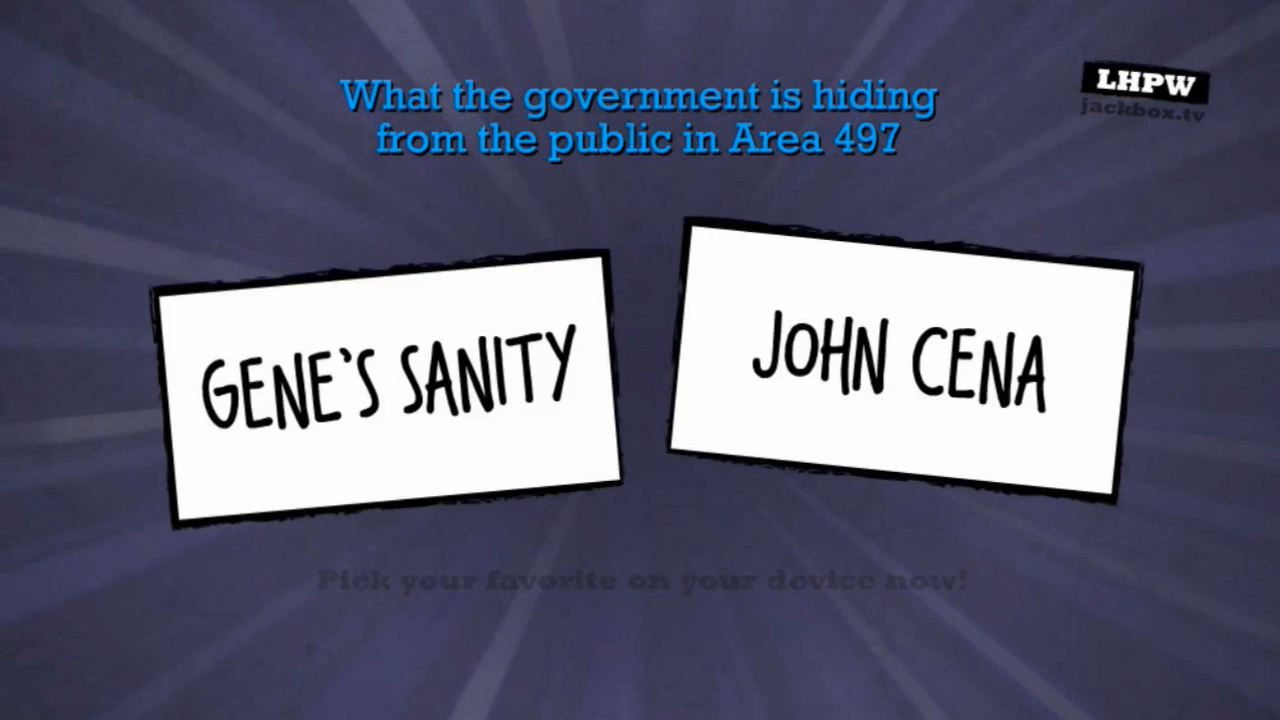 What the government is hiding
from the public in Area 497
LHPW
jackbox.tv
GENE'S SANITY
JOHN CENA
Pick your favorite on your device now!